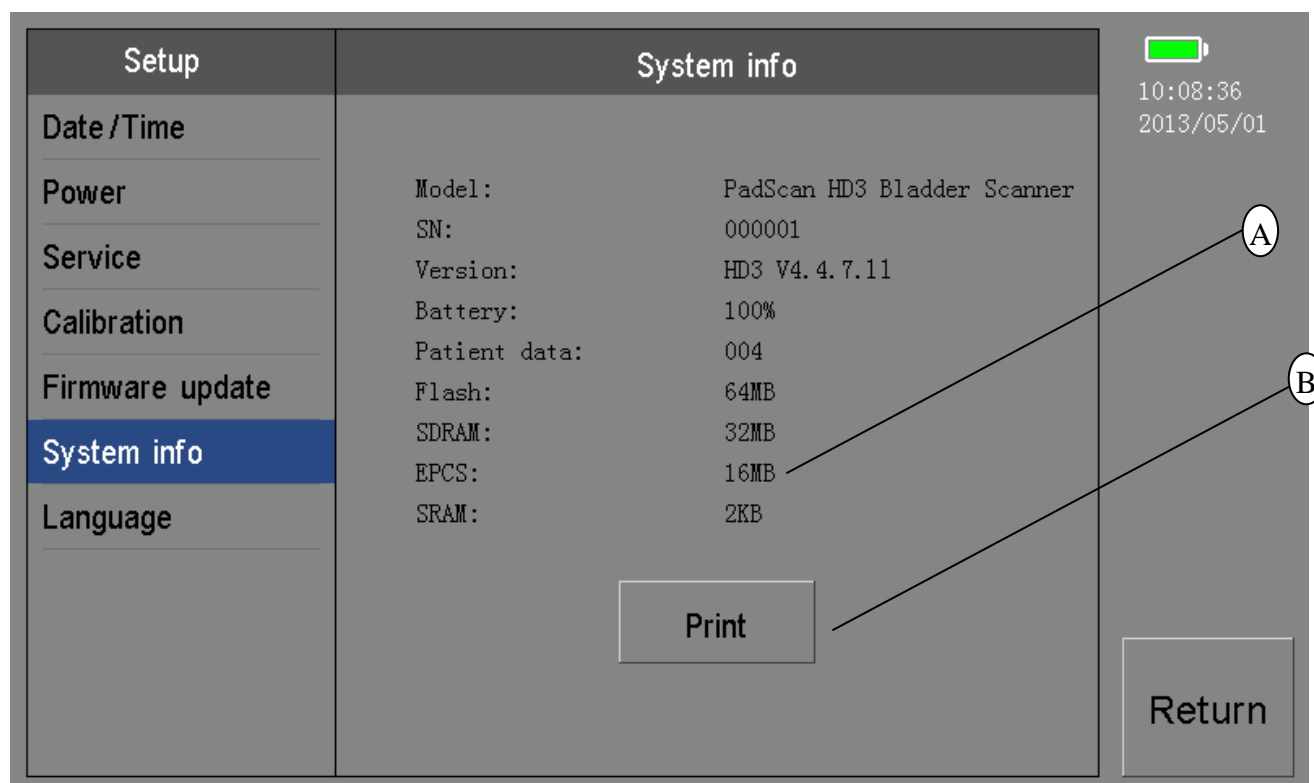 Setup
Date/Time
Power
Service
Calibration
Firmware update
System info
Language
System info
Model: PadScan HD3 Bladder Scanner
SN: 000001
Version: HD3 V4.4.7.11
Battery: 100%
Patient data: 004
Flash: 64MB
SDRAM: 32MB
EPCS: 16MB
SRAM: 2KB
Print
10:08:36
2013/05/01
A
B
Return